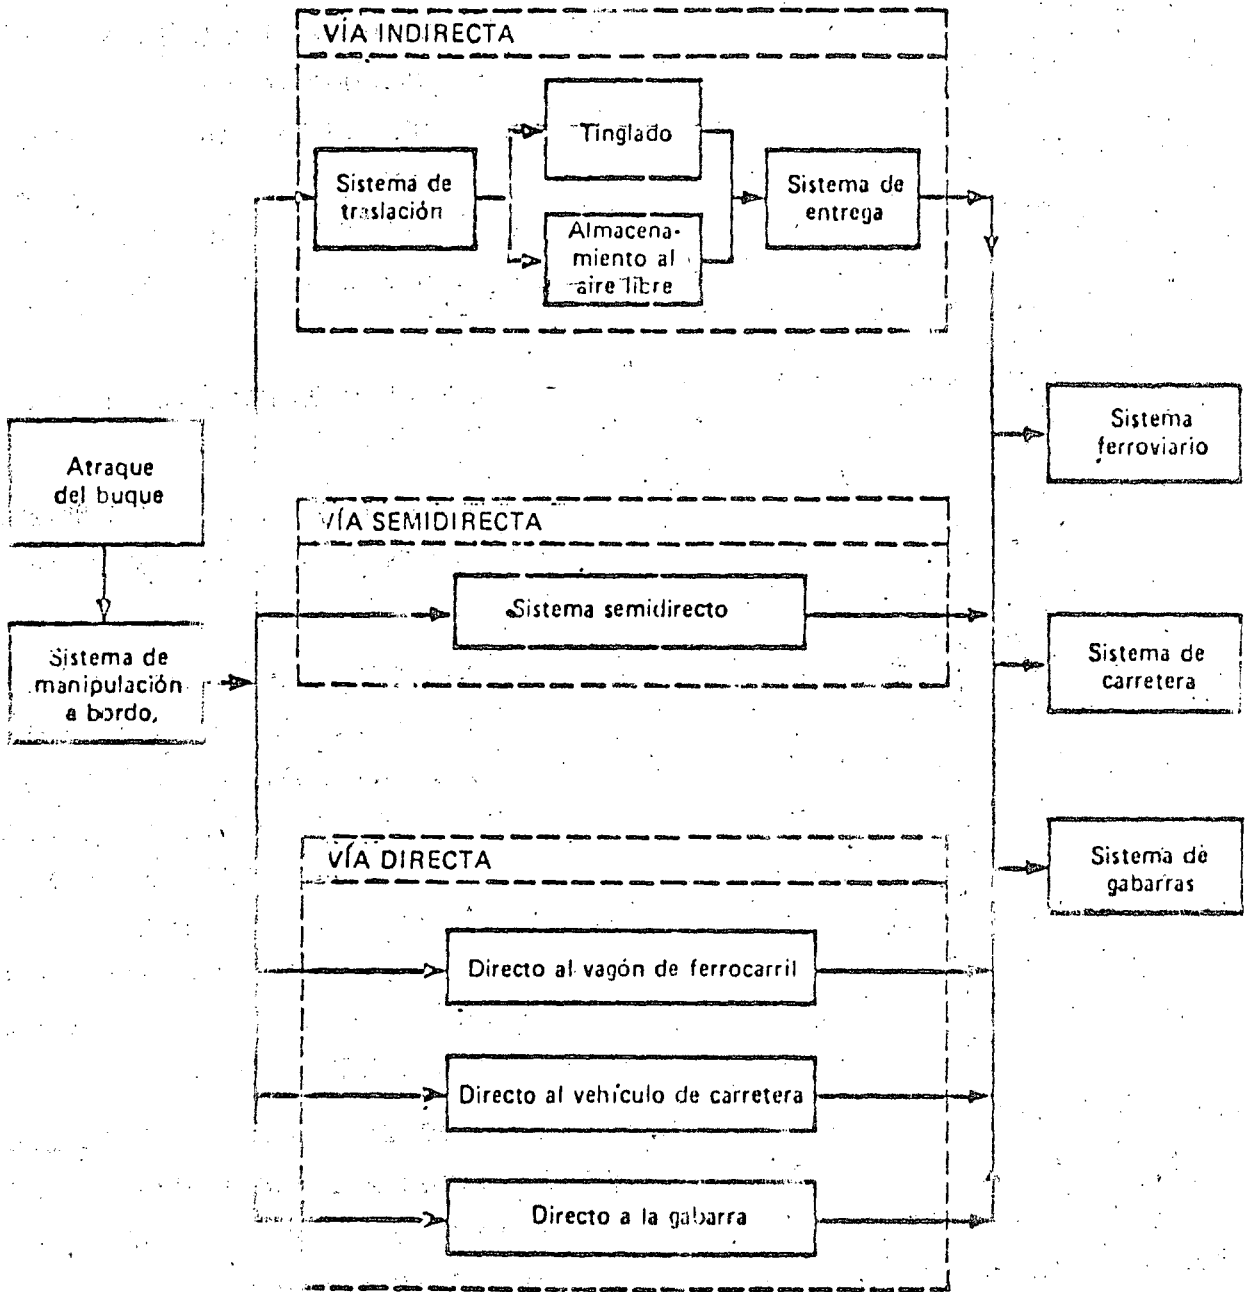 VÍA INDIRECTA
Tinglado
Sistema de
traslación
Almacena-
miento al
aire libre
Sistema de
entrega
Atraque
del buque
Sistema de
manipulación
a bordo.
VÍA SEMIDIRECTA
Sistema semidirecto
VÍA DIRECTA
Directo al vagón de ferrocarril
Directo al vehículo de carretera
Directo a la gabarra
Sistema
ferroviario
Sistema de
carretera
Sistema de
gabarras